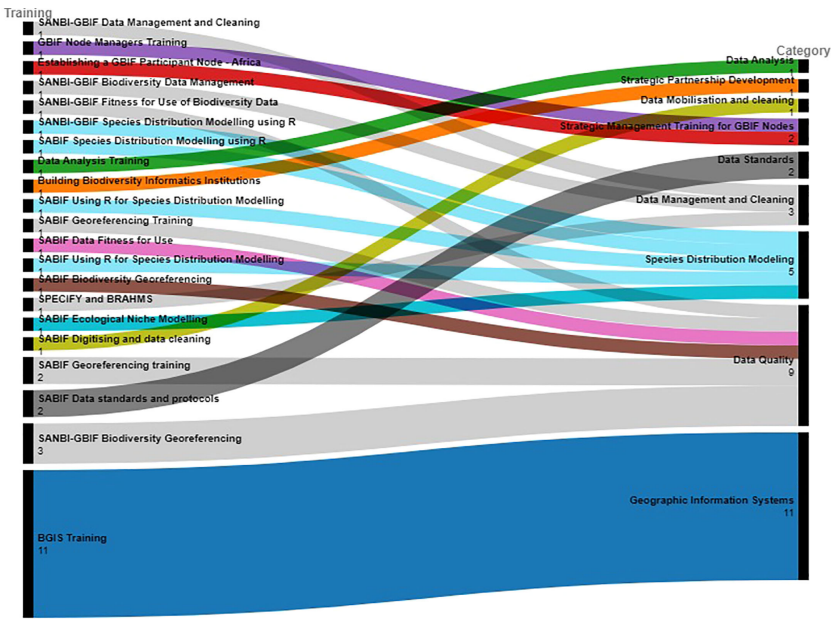 Training
SANBI-GBIF Data Management and Cleaning
1
GBIF Node Managers Training
1
Establishing a GBIF Participant Node - Africa
1
SANBI-GBIF Biodiversity Data Management
1
SANBI-GBIF Fitness for Use of Biodiversity Data
1
SANBI-GBIF Species Distribution Modelling using R
1
SABIF Species Distribution Modelling using R
1
Data Analysis Training
1
Building Biodiversity Informatics Institutions
1
SABIF Using R for Species Distribution Modelling
1
SABIF Georeferencing Training
1
SABIF Data Fitness for Use
1
SABIF Using R for Species Distribution Modelling
1
SABIF Biodiversity Georeferencing
1
SPECIFY and BRAHMS
1
SABIF Ecological Niche Modelling
1
SABIF Digitising and data cleaning
1
SABIF Georeferencing training
2
SABIF Data standards and protocols
2
SANBI-GBIF Biodiversity Georeferencing
3
BGIS Training
11
Category
Data Analysis
1
Strategic Partnership Development
1
Data Mobilisation and cleaning
1
Strategic Management Training for GBIF Nodes
2
Data Standards
2
Data Management and Cleaning
3
Species Distribution Modeling
5
Data Quality
9
Geographic Information Systems
11